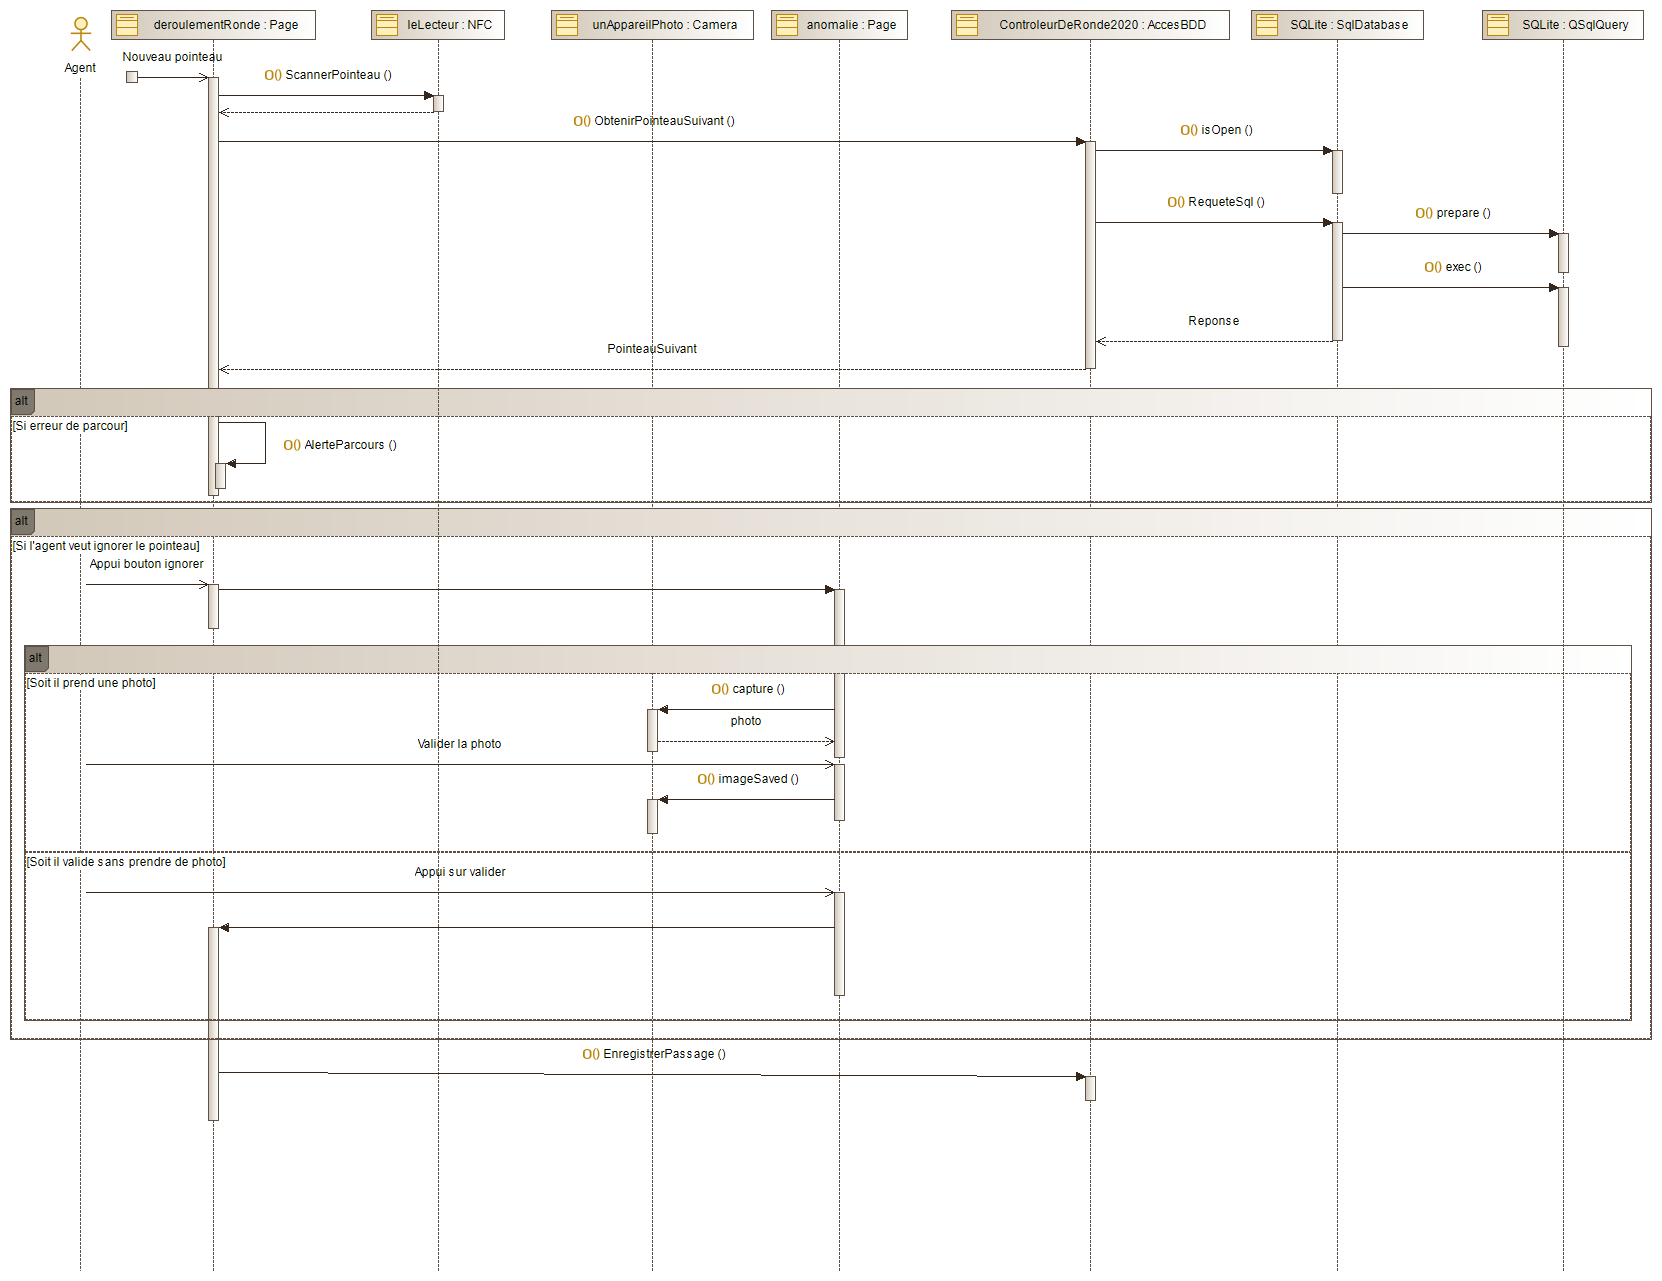 deroulementRonde : Page
leLecteur : NFC
unAppareilPhoto : Camera
anomalie : Page
ControleurDeRonde2020 : AccesBDD
SQLite : SqlDatabase
SQLite : QSqlQuery
Agent
Nouveau pointeau
O() ScannerPointeau ()
O() ObtenirPointeauSuivant ()
O() isOpen ()
O() RequeteSql ()
O() prepare ()
O() exec ()
Reponse
PointeauSuivant
alt
[Si erreur de parcour]
O() AlerteParcours ()
alt
[Si l'agent veut ignorer le pointeau]
Appui bouton ignorer
alt
[Soit il prend une photo]
O() capture ()
photo
Valider la photo
O() imageSaved ()
[Soit il valide sans prendre de photo]
Appui sur valider
O() EnregistrerPassage ()